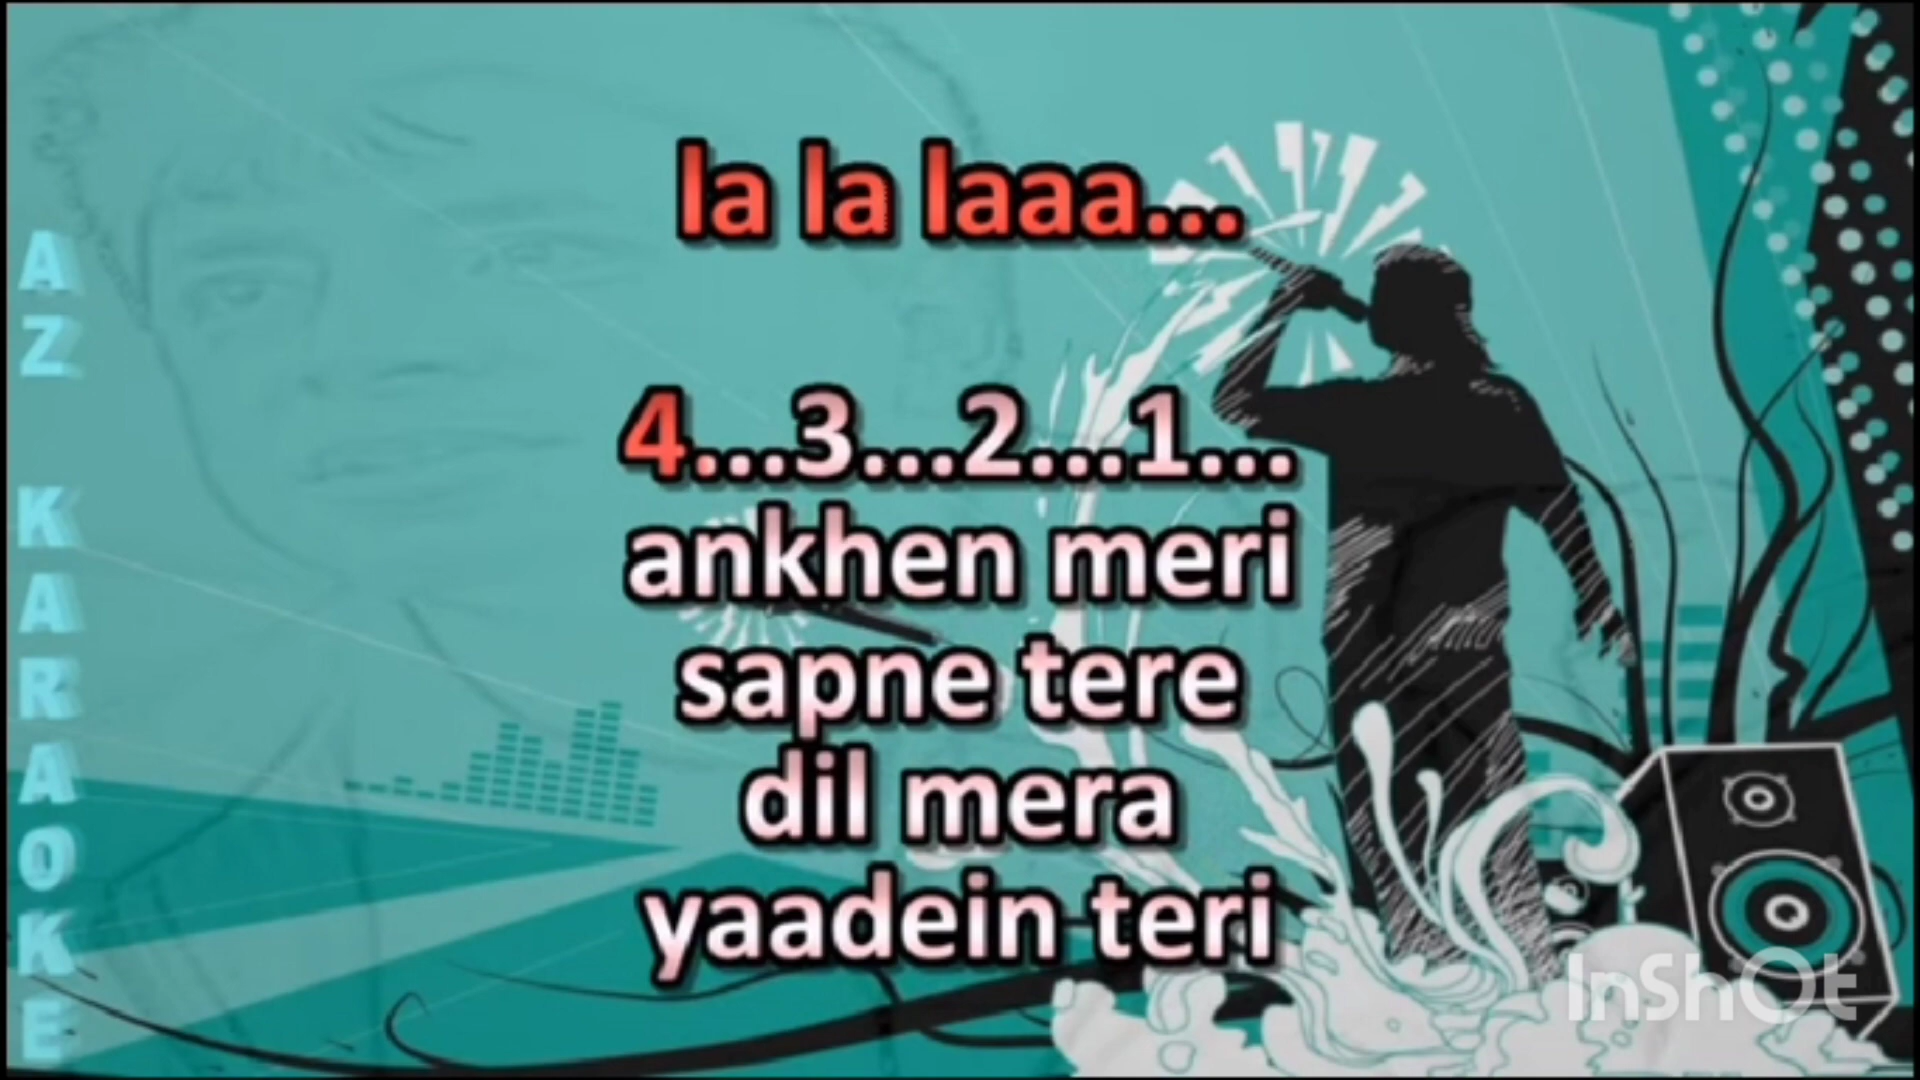 la la laaa...
4...3...2...1...
ankhen meri
sapne tere
dil mera
yaadein teri
AZ KARAOKE
InShOt